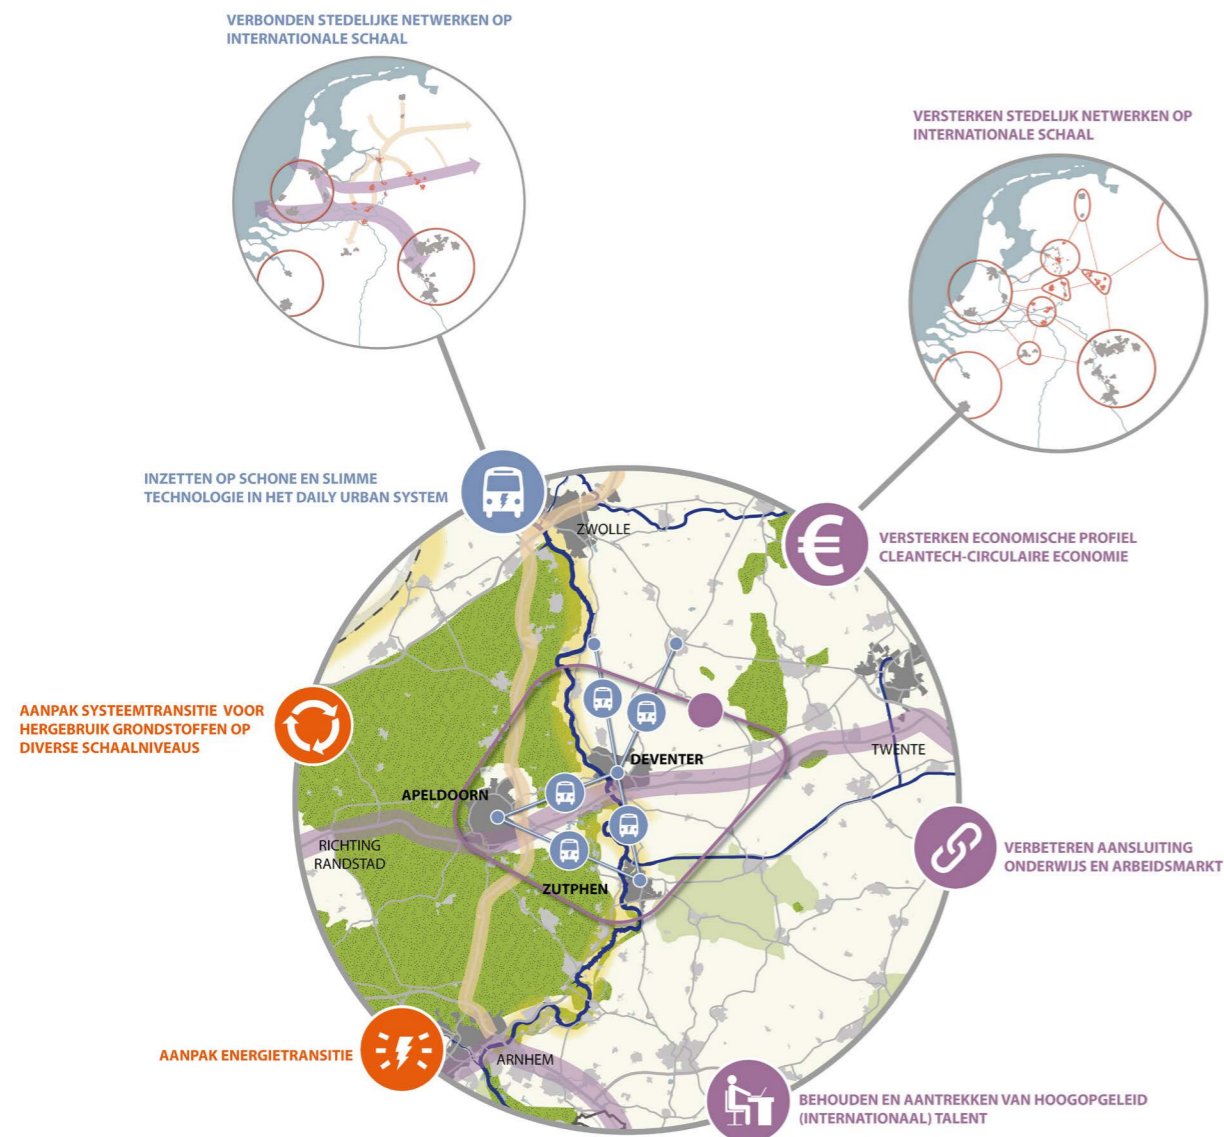 VERBONDEN STEDELIJKE NETWERKEN OP
INTERNATIONALE SCHAAL
VERSTERKEN STEDELIJK NETWERKEN OP
INTERNATIONALE SCHAAL
INZETTEN OP SCHONE EN SLIMME
TECHNOLOGIE IN HET DAILY URBAN SYSTEM
ZWOLLE
€
VERSTERKEN ECONOMISCHE PROFIEL
CLEANTECH-CIRCULAIRE ECONOMIE
AANPAK SYSTEEMTRANSITIE VOOR
HERGEBRUIK GRONDSTOFFEN OP
DIVERSE SCHAALNIVEAUS
TWENTE
DEVENTER
APELDOORN
RICHTING
RANDSTAD
VERBETEREN AANSLUITING
ONDERWIJS EN ARBEIDSMARKT
ZUTPHEN
AANPAK ENERGIETRANSITIE
ARNHEM
BEHOUDEN EN AANTREKKEN VAN HOOGOPGELEID
(INTERNATIONAAL) TALENT